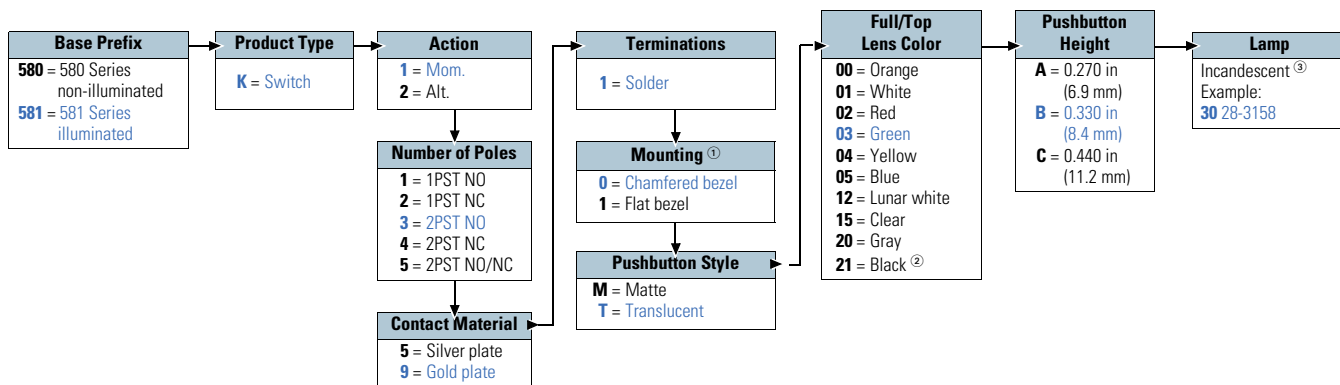 Base Prefix
580 = 580 Series
non-illuminated
581 = 581 Series
illuminated
Product Type
K = Switch
Action
1 = Mom.
2 = Alt.
Number of Poles
1 = 1PST NO
2 = 1PST NC
3 = 2PST NO
4 = 2PST NC
5 = 2PST NO/NC
Contact Material
5 = Silver plate
9 = Gold plate
Terminations
1 = Solder
Mounting ①
0 = Chamfered bezel
1 = Flat bezel
Pushbutton Style
M = Matte
T = Translucent
Full/Top
Lens Color
00 = Orange
01 = White
02 = Red
03 = Green
04 = Yellow
05 = Blue
12 = Lunar white
15 = Clear
20 = Gray
21 = Black ②
Pushbutton
Height
A = 0.270 in
(6.9 mm)
B = 0.330 in
(8.4 mm)
C = 0.440 in
(11.2 mm)
Lamp
Incandescent ③
Example:
30 28-3158